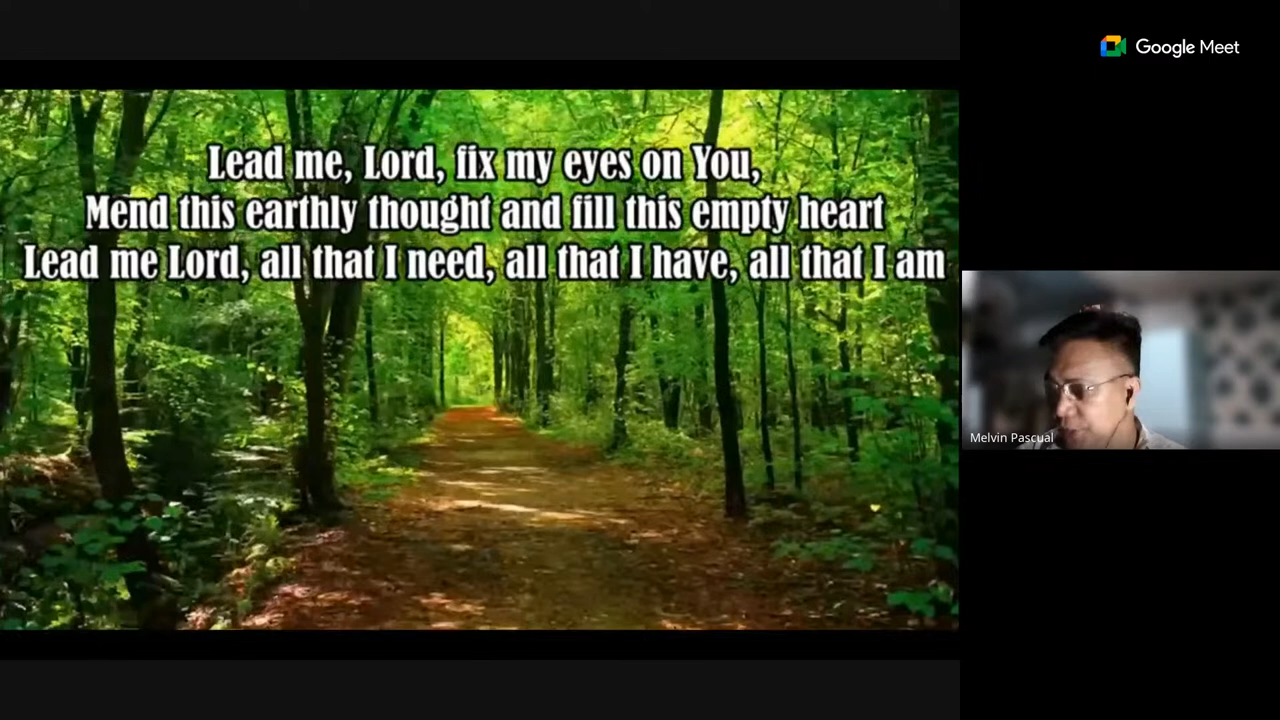 Google Meet
Lead me, Lord, fix my eyes on You,
Mend this earthly thought and fill this empty heart
Lead me Lord, all that I need, all that I have, all that I am
Melvin Pascual